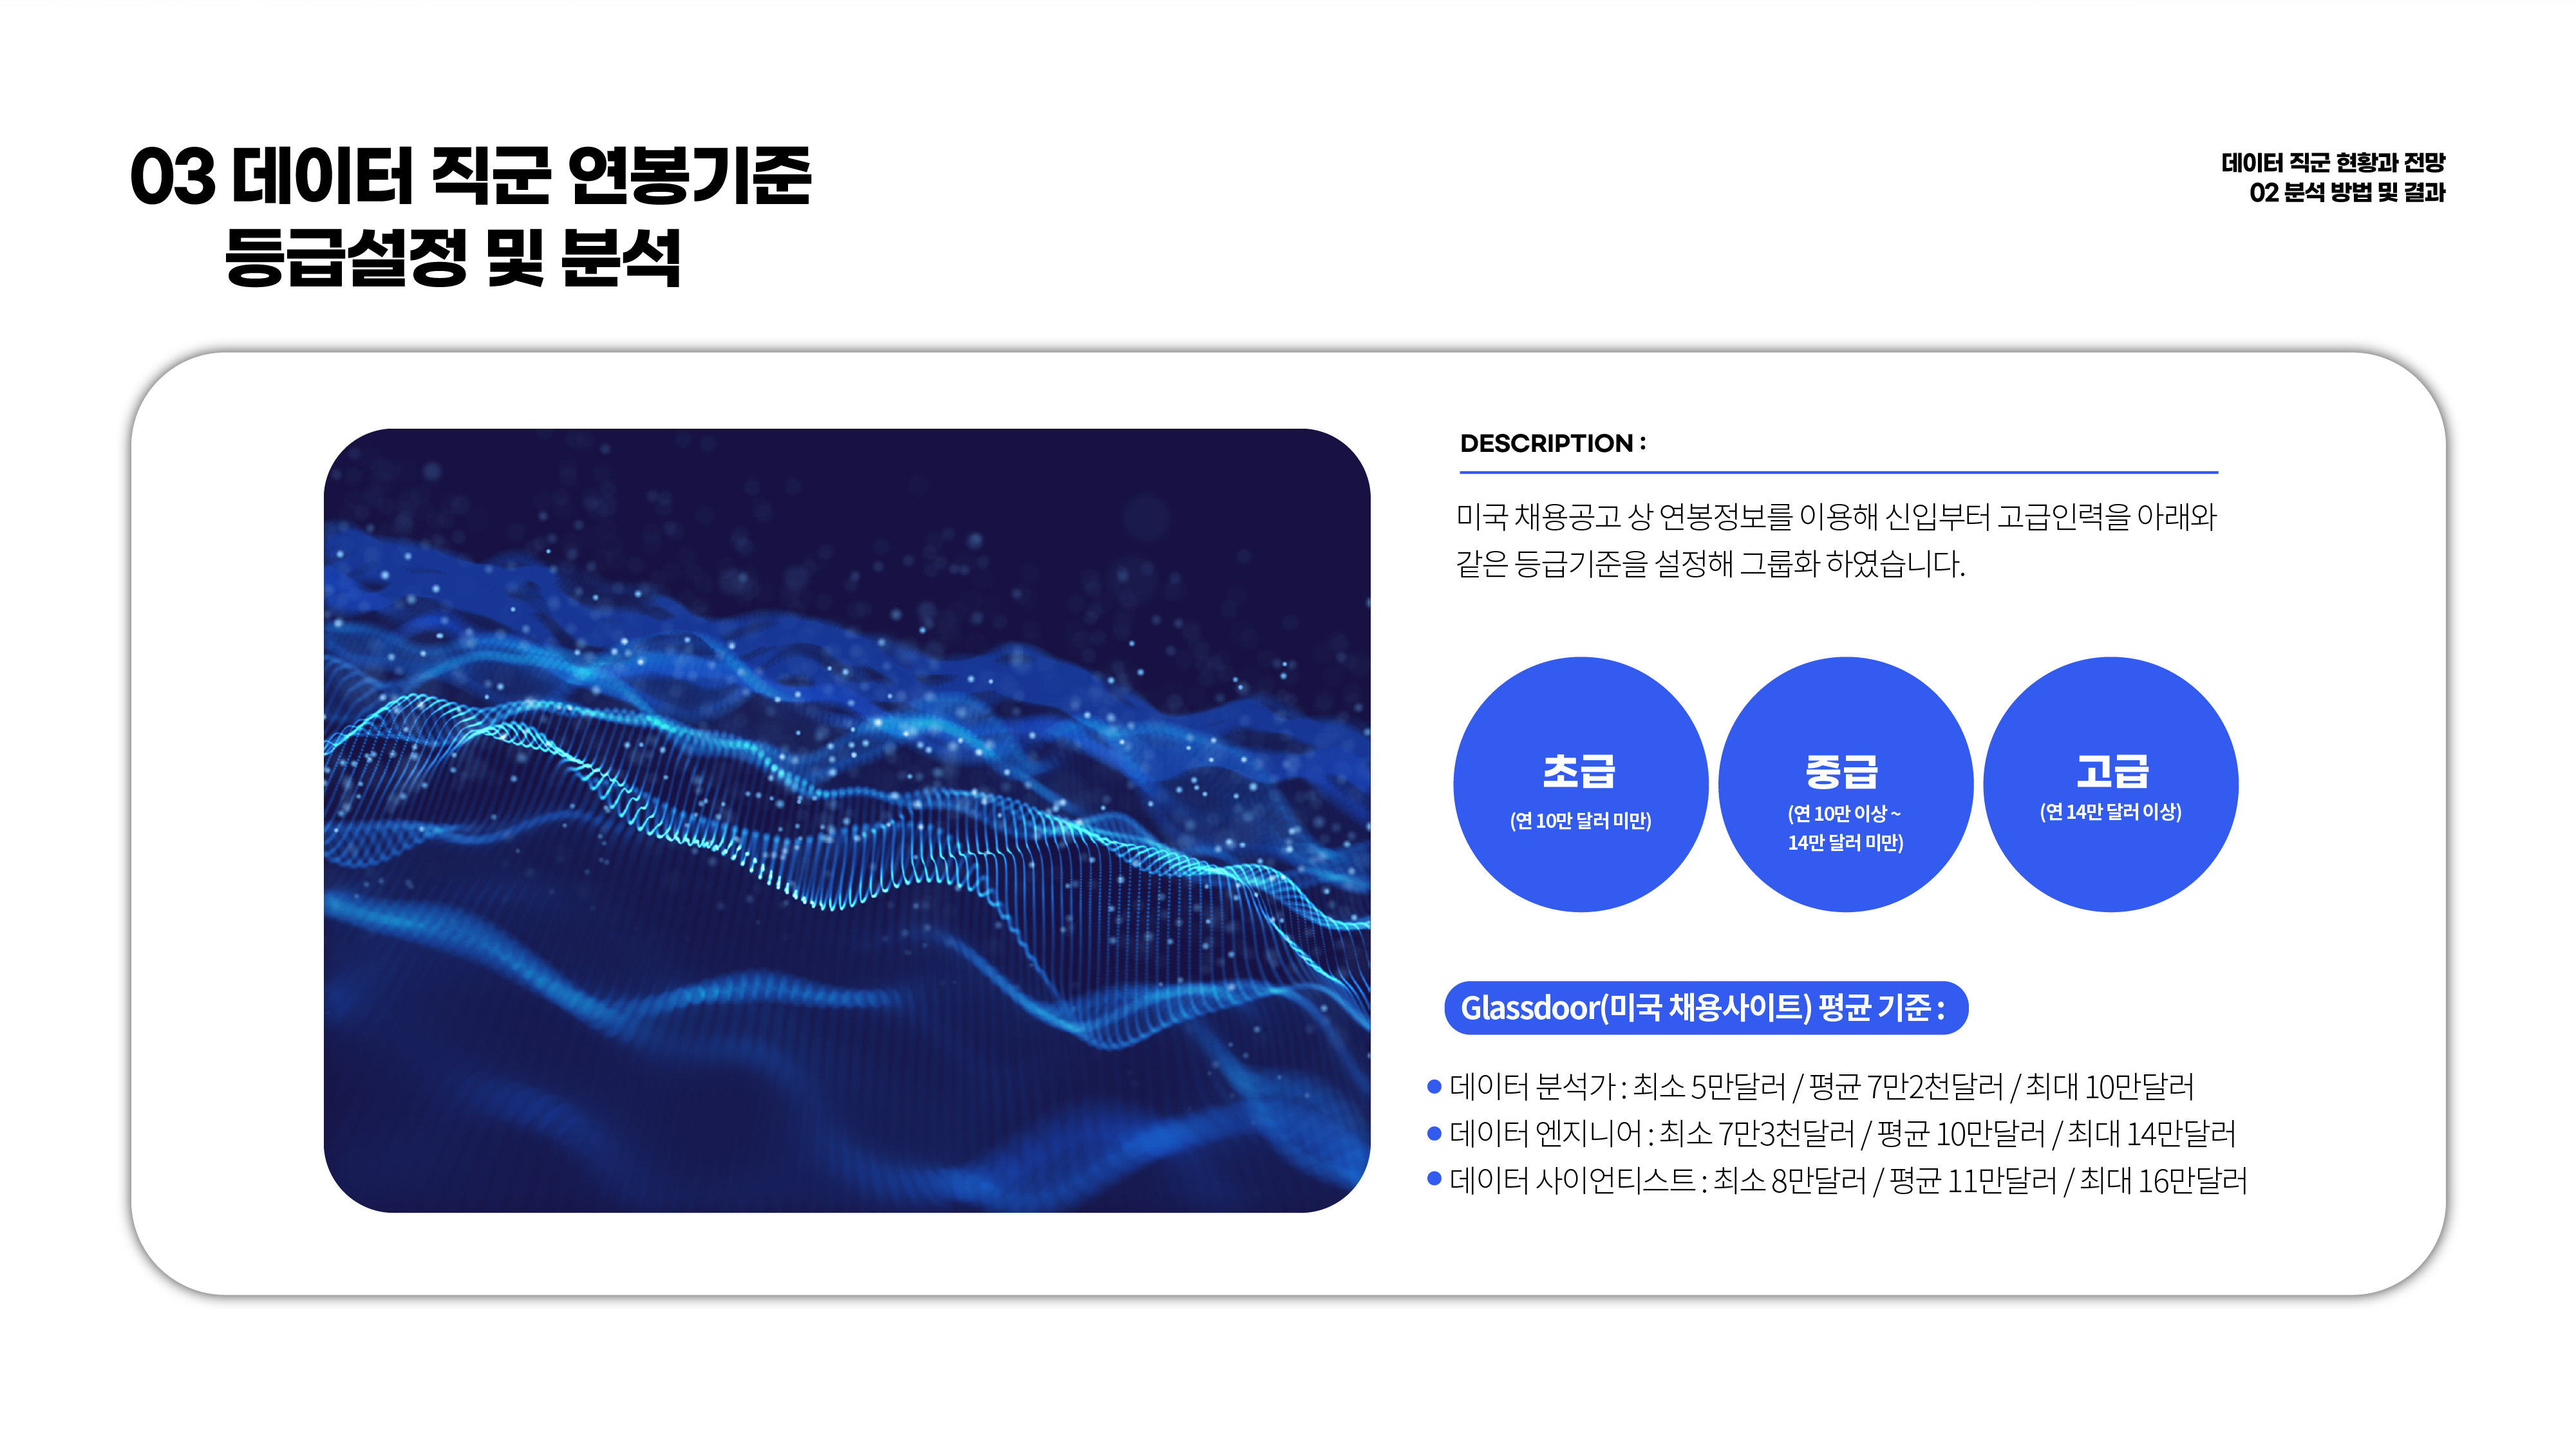 03 데이터 직군 연봉기준
등급설정 및 분석
데이터 직군 현황과 전망
02 분석 방법 및 결과
DESCRIPTION :
미국 채용공고 상 연봉정보를 이용해 신입부터 고급인력을 아래와
같은 등급기준을 설정해 그룹화 하였습니다.
초급
(연 10만 달러 미만)
중급
(연 10만 이상 ~
14만 달러 미만)
고급
(연 14만 달러 이상)
Glassdoor(미국 채용사이트) 평균 기준 :
● 데이터 분석가 : 최소 5만달러 / 평균 7만2천달러 / 최대 10만달러
● 데이터 엔지니어 : 최소 7만3천달러 / 평균 10만달러 / 최대 14만달러
● 데이터 사이언티스트 : 최소 8만달러 / 평균 11만달러 / 최대 16만달러